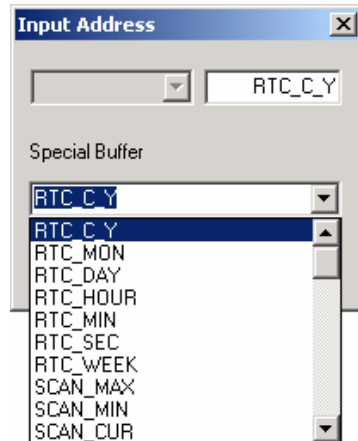 Input Address
RTC_C_Y
Special Buffer
RTC_C_Y
RTC_C_Y
RTC_MON
RTC_DAY
RTC_HOUR
RTC_MIN
RTC_SEC
RTC_WEEK
SCAN_MAX
SCAN_MIN
SCAN_CUR